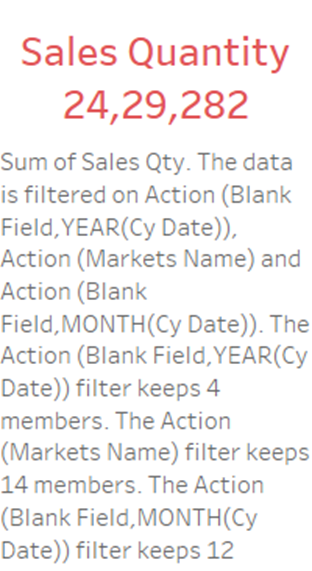 Sales Quantity
24,29,282
Sum of Sales Qty. The data
is filtered on Action (Blank
Field,YEAR(Cy Date)),
Action (Markets Name) and
Action (Blank
Field,MONTH(Cy Date)). The
Action (Blank Field,YEAR(Cy
Date)) filter keeps 4
members. The Action
(Markets Name) filter keeps
14 members. The Action
(Blank Field,MONTH(Cy
Date)) filter keeps 12